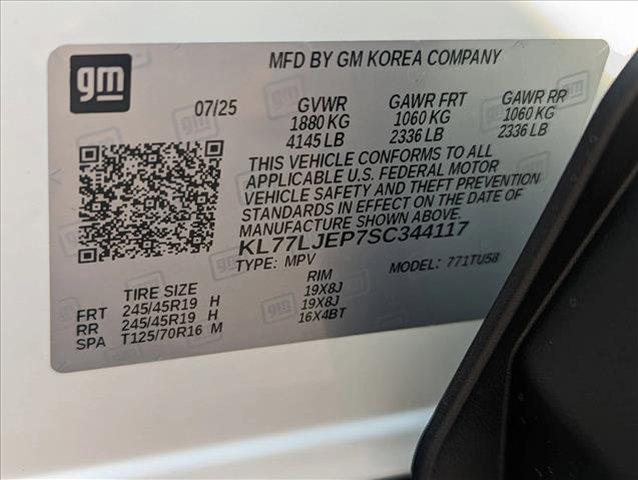 gm
MFD BY GM KOREA COMPANY
07/25 GVWR GAWR FRT GAWR RR
1880 KG 1060 KG 1060 KG
4145 LB 2336 LB 2336 LB
THIS VEHICLE CONFORMS TO ALL
APPLICABLE U.S. FEDERAL MOTOR
VEHICLE SAFETY AND THEFT PREVENTION
STANDARDS IN EFFECT ON THE DATE OF
MANUFACTURE SHOWN ABOVE.
KL77LJEP7SC344117
TYPE: MPV MODEL: 771TU58
TIRE SIZE RIM
FRT 245/45R19 H 19X8J
RR 245/45R19 H 19X8J
SPA T125/70R16 M 16X4BT